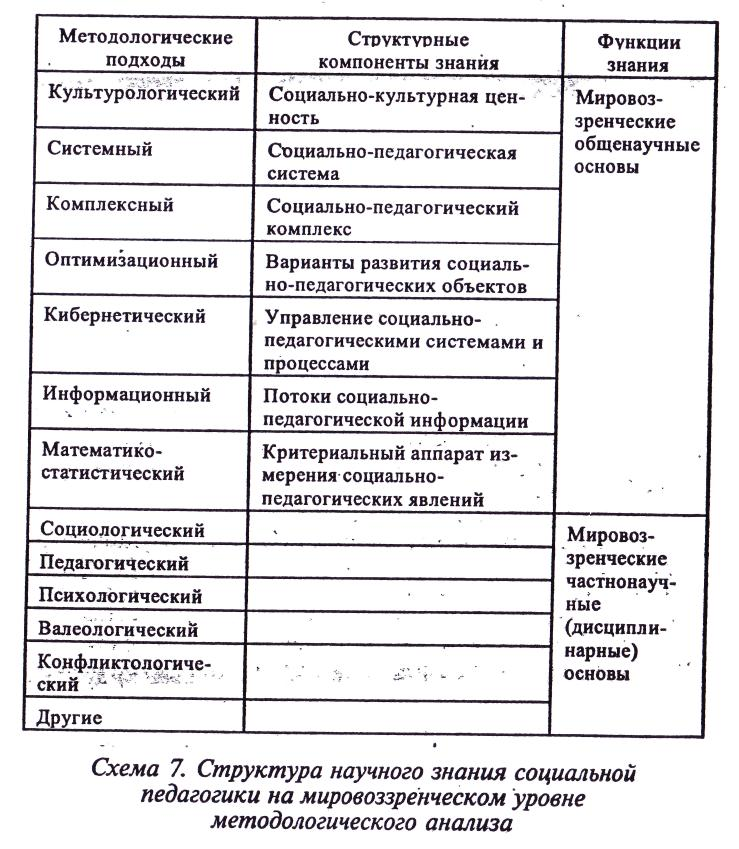 Методологические подходы
Структурные компоненты знания
Функции знания
Культурологический
Социально-культурная цен-
ность
Мировоз-
зренческие
общенаучные
основы
Системный
Социально-педагогическая
система
Комплексный
Социально-педагогический
комплекс
Оптимизационный
Варианты развития социаль-
но-педагогических объектов
Кибернетический
Управление социально-
педагогическими системами и
процессами
Информационный
Потоки социально-
педагогической информации
Математико-
статистический
Критериальный аппарат из-
мерения социально-
педагогических явлений
Социологический
Мировоз-
зренческие
частнонауч-
ные
(дисципли-
нарные)
основы
Педагогический
Психологический
Валеологический
Конфликтологиче-
ский
Другие
Схема 7. Структура научного знания социальной
педагогики на мировоззренческом уровне
методологического анализа